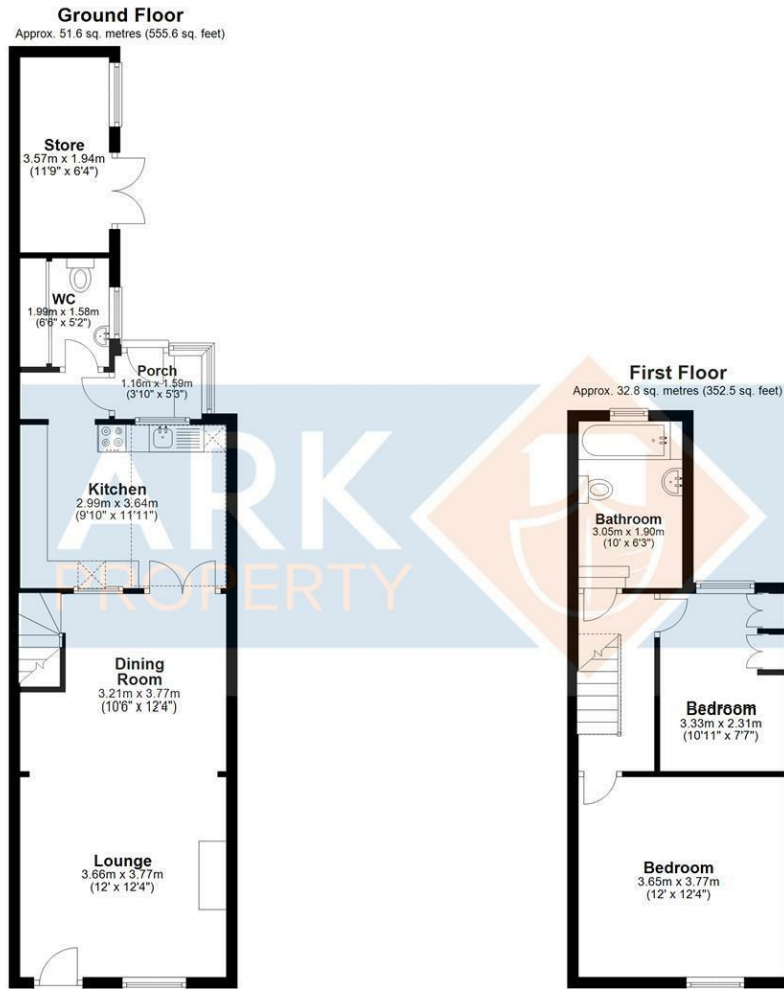 Ground Floor
Approx. 51.6 sq. metres (555.6 sq. feet)
Store
3.57m x 1.94m
(11'9" x 6'4")
WC
1.99m x 1.58m
(6'6" x 5'2")
Porch
1.16m x 1.59m
(3'10" x 5'3")
Kitchen
2.99m x 3.64m
(9'10" x 11'11")
Dining
Room
3.21m x 3.77m
(10'6" x 12'4")
Lounge
3.66m x 3.77m
(12' x 12'4")
First Floor
Approx. 32.8 sq. metres (352.5 sq. feet)
Bathroom
3.05m x 1.90m
(10' x 6'3")
Bedroom
3.33m x 2.31m
(10'11" x 7'7")
Bedroom
3.65m x 3.77m
(12' x 12'4")
ARK
PROPERTY